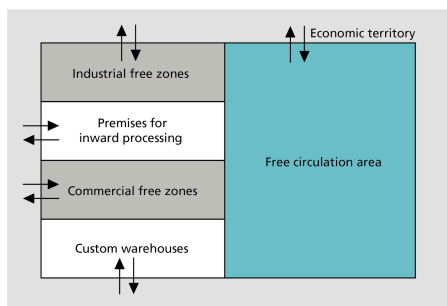 Economic territory
Industrial free zones
Premises for
inward processing
Free circulation area
Commercial free zones
Custom warehouses